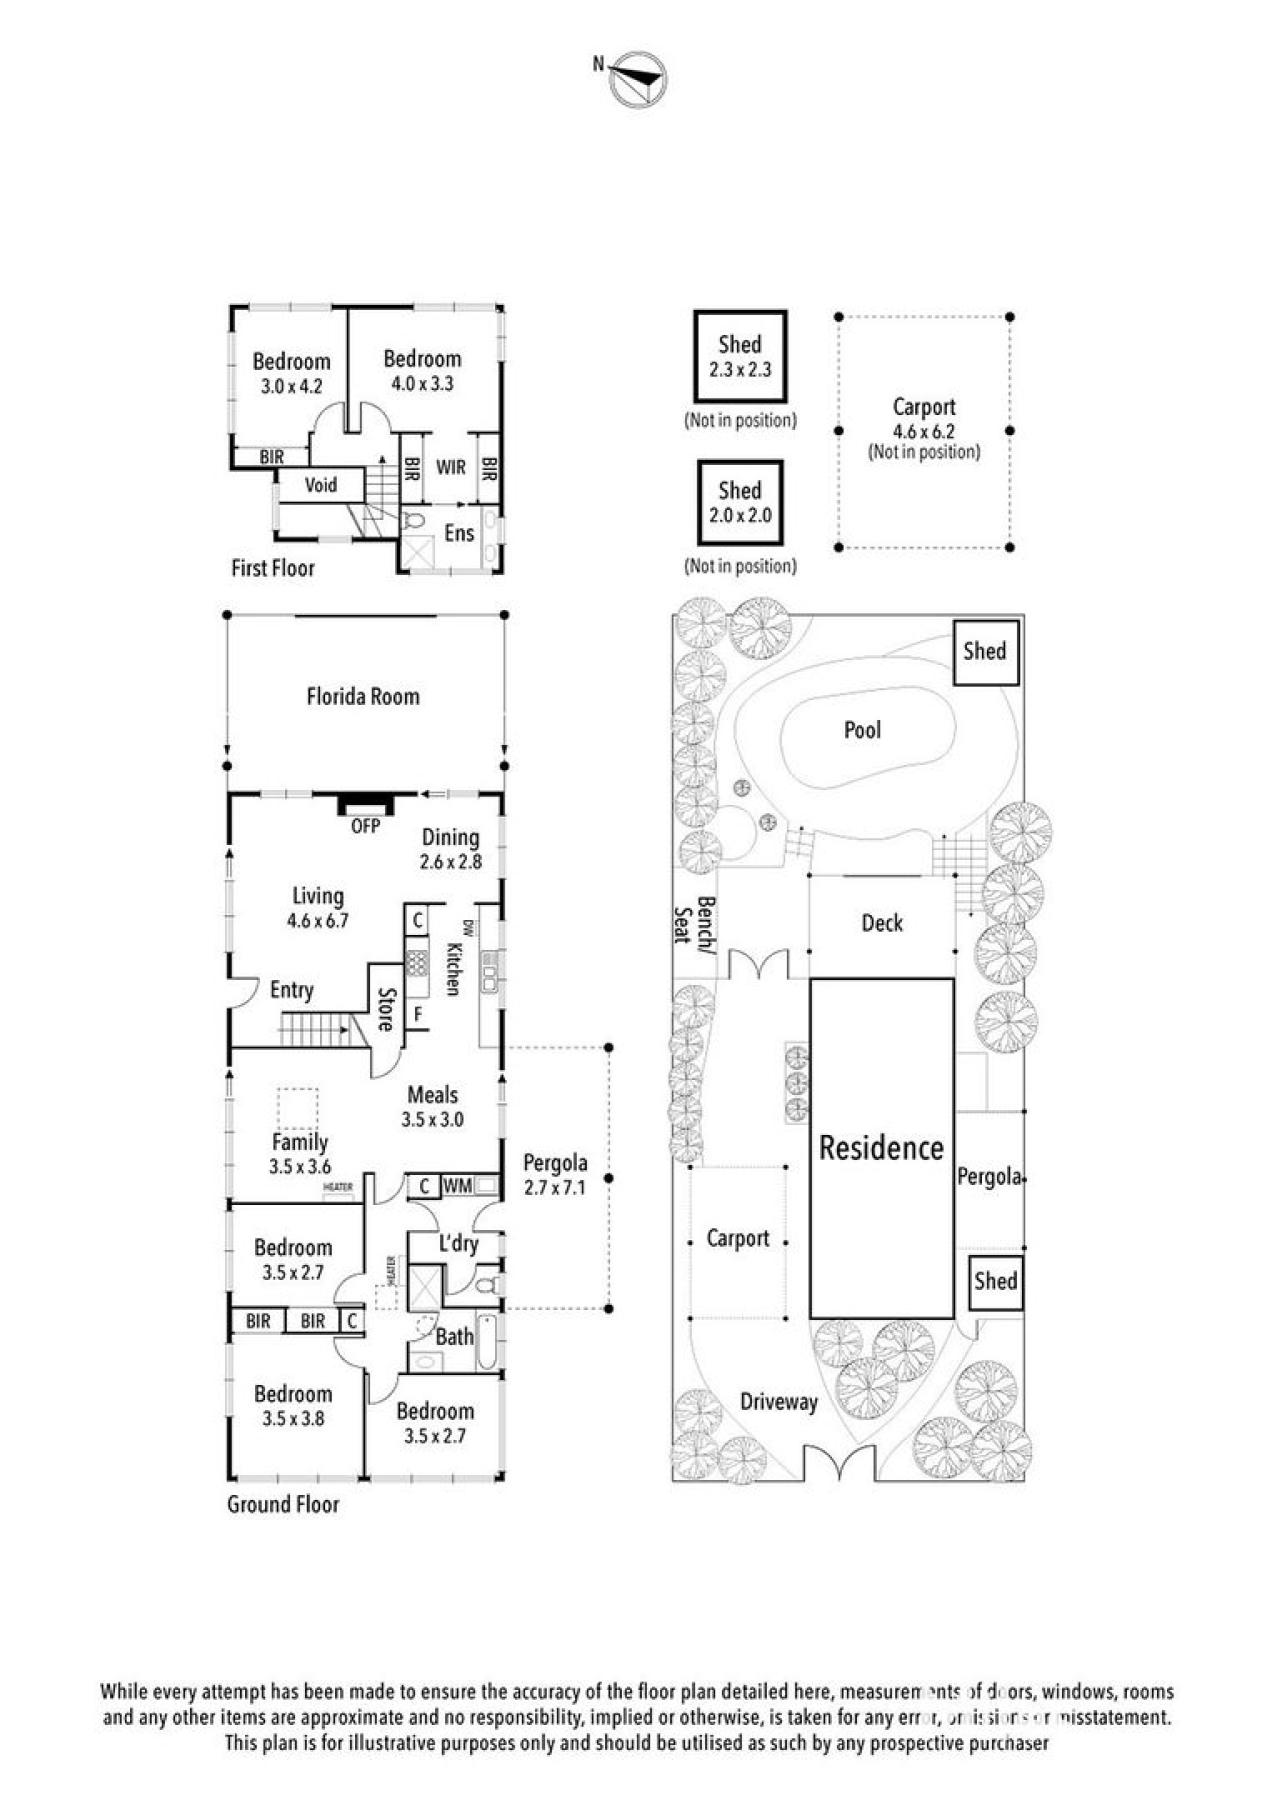 N
Bedroom
3.0 x 4.2
Bedroom
4.0 x 3.3
BIR
BIR
WIR
BIR
Void
Ens
First Floor
Shed
2.3 x 2.3
(Not in position)
Shed
2.0 x 2.0
(Not in position)
Carport
4.6 x 6.2
(Not in position)
Florida Room
OFP
Dining
2.6 x 2.8
Living
4.6 x 6.7
C
DW
Kitchen
Entry
Store
F
Meals
3.5 x 3.0
Family
3.5 x 3.6
HEATER
Pergola
2.7 x 7.1
C
WM
Bedroom
3.5 x 2.7
L'dry
HEATER
BIR
BIR
C
Bath
Bedroom
3.5 x 3.8
Bedroom
3.5 x 2.7
Ground Floor
Shed
Pool
Bench/
Seat
Deck
Residence
Pergola
Carport
Shed
Driveway
While every attempt has been made to ensure the accuracy of the floor plan detailed here, measurements of doors, windows, rooms
and any other items are approximate and no responsibility, implied or otherwise, is taken for any error, omissions or misstatement.
This plan is for illustrative purposes only and should be utilised as such by any prospective purchaser